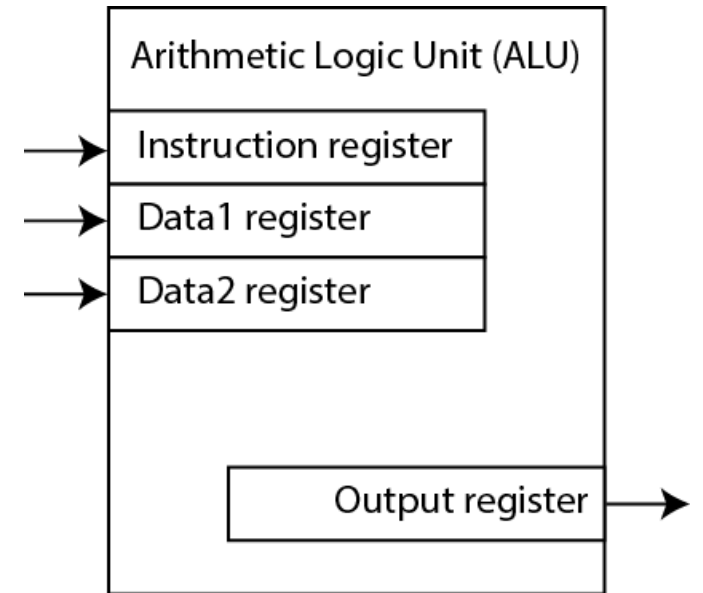 Arithmetic Logic Unit (ALU)
Instruction register
Data1 register
Data2 register
Output register